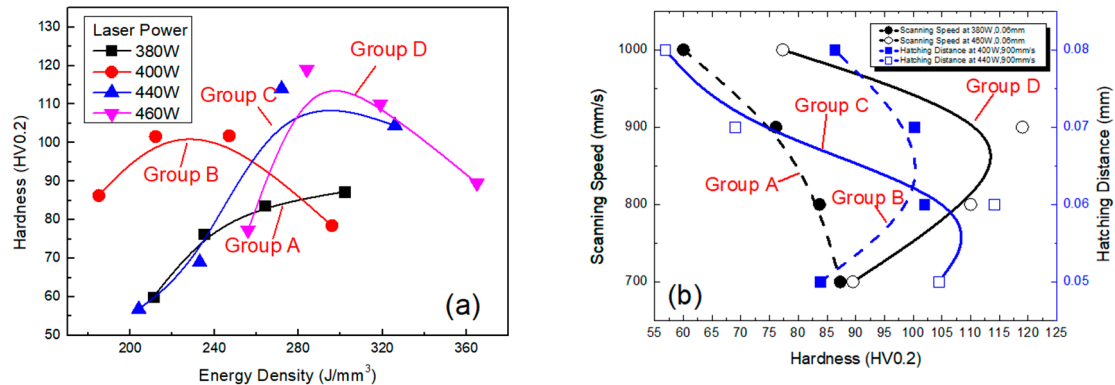 (a)
Laser Power
380W
400W
440W
460W
Group D
Group C
Group B
Group A
130
120
110
100
90
80
70
60
50
200
240
280
320
360
Hardness (HV0.2)
Energy Density (J/mm³)
Scanning Speed at 380W,0.06mm
Scanning Speed at 460W,0.06mm
Hatching Distance at 400W,900mm/s
Hatching Distance at 440W,900mm/s
Group D
Group C
Group A
Group B
(b)
1000
900
800
700
0.08
0.07
0.06
0.05
55 60 65 70 75 80 85 90 95 100 105 110 115 120 125
Scanning Speed (mm/s)
Hatching Distance (mm)
Hardness (HV0.2)